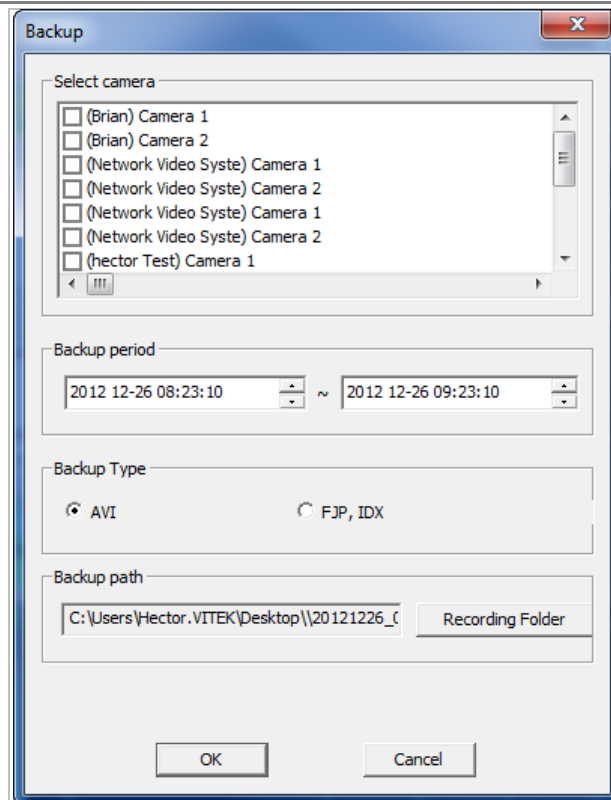 Backup
Select camera
(Brian) Camera 1
(Brian) Camera 2
(Network Video Syste) Camera 1
(Network Video Syste) Camera 2
(Network Video Syste) Camera 1
(Network Video Syste) Camera 2
(hector Test) Camera 1
Backup period
2012 12-26 08:23:10 ~ 2012 12-26 09:23:10
Backup Type
AVI FJP, IDX
Backup path
C:\Users\Hector.VITEK\Desktop\\20121226_ Recording Folder
OK Cancel